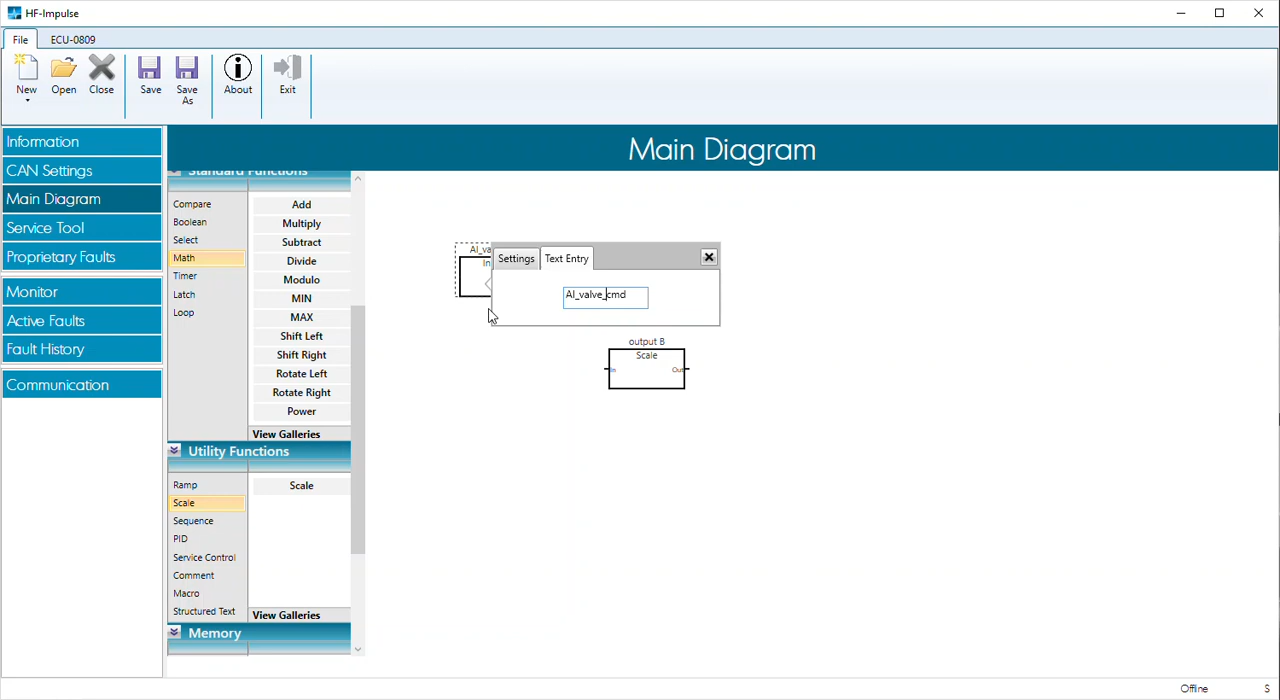 HF-Impulse
File ECU-0809
New Open Close Save Save As About Exit
Information
CAN Settings
Main Diagram
Service Tool
Proprietary Faults
Monitor
Active Faults
Fault History
Communication
Main Diagram
Standard Functions
Compare
Boolean
Select
Math
Timer
Latch
Loop
Add
Multiply
Subtract
Divide
Modulo
MIN
MAX
Shift Left
Shift Right
Rotate Left
Rotate Right
Power
View Galleries
Utility Functions
Ramp
Scale
Sequence
PID
Service Control
Comment
Macro
Structured Text
Scale
View Galleries
Memory
AI_va
In
Settings Text Entry
AI_valve_cmd
output B
Scale
In Out
Offline S